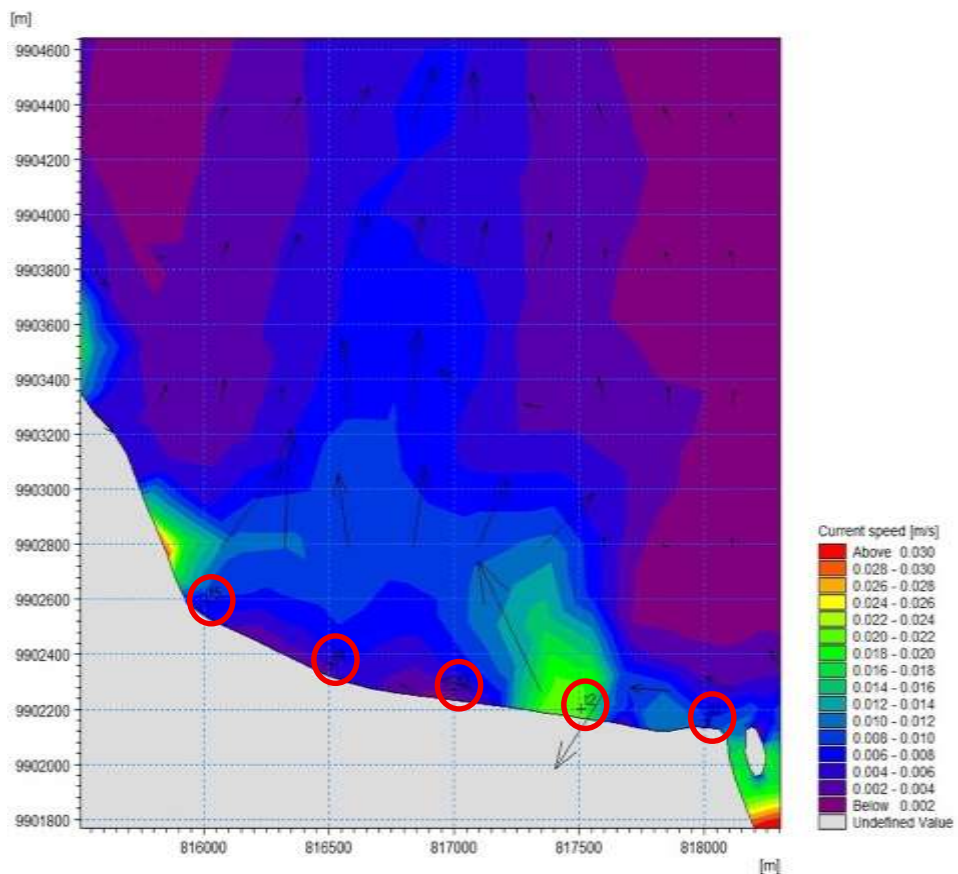 [m]
9904600
9904400
9904200
9904000
9903800
9903600
9903400
9903200
9903000
9902800
9902600
9902400
9902200
9902000
9901800
816000 816500 817000 817500 818000
[m]
Current speed [m/s]
Above 0.030
0.028 - 0.030
0.026 - 0.028
0.024 - 0.026
0.022 - 0.024
0.020 - 0.022
0.018 - 0.020
0.016 - 0.018
0.014 - 0.016
0.012 - 0.014
0.010 - 0.012
0.008 - 0.010
0.006 - 0.008
0.004 - 0.006
0.002 - 0.004
Below 0.002
Undefined Value